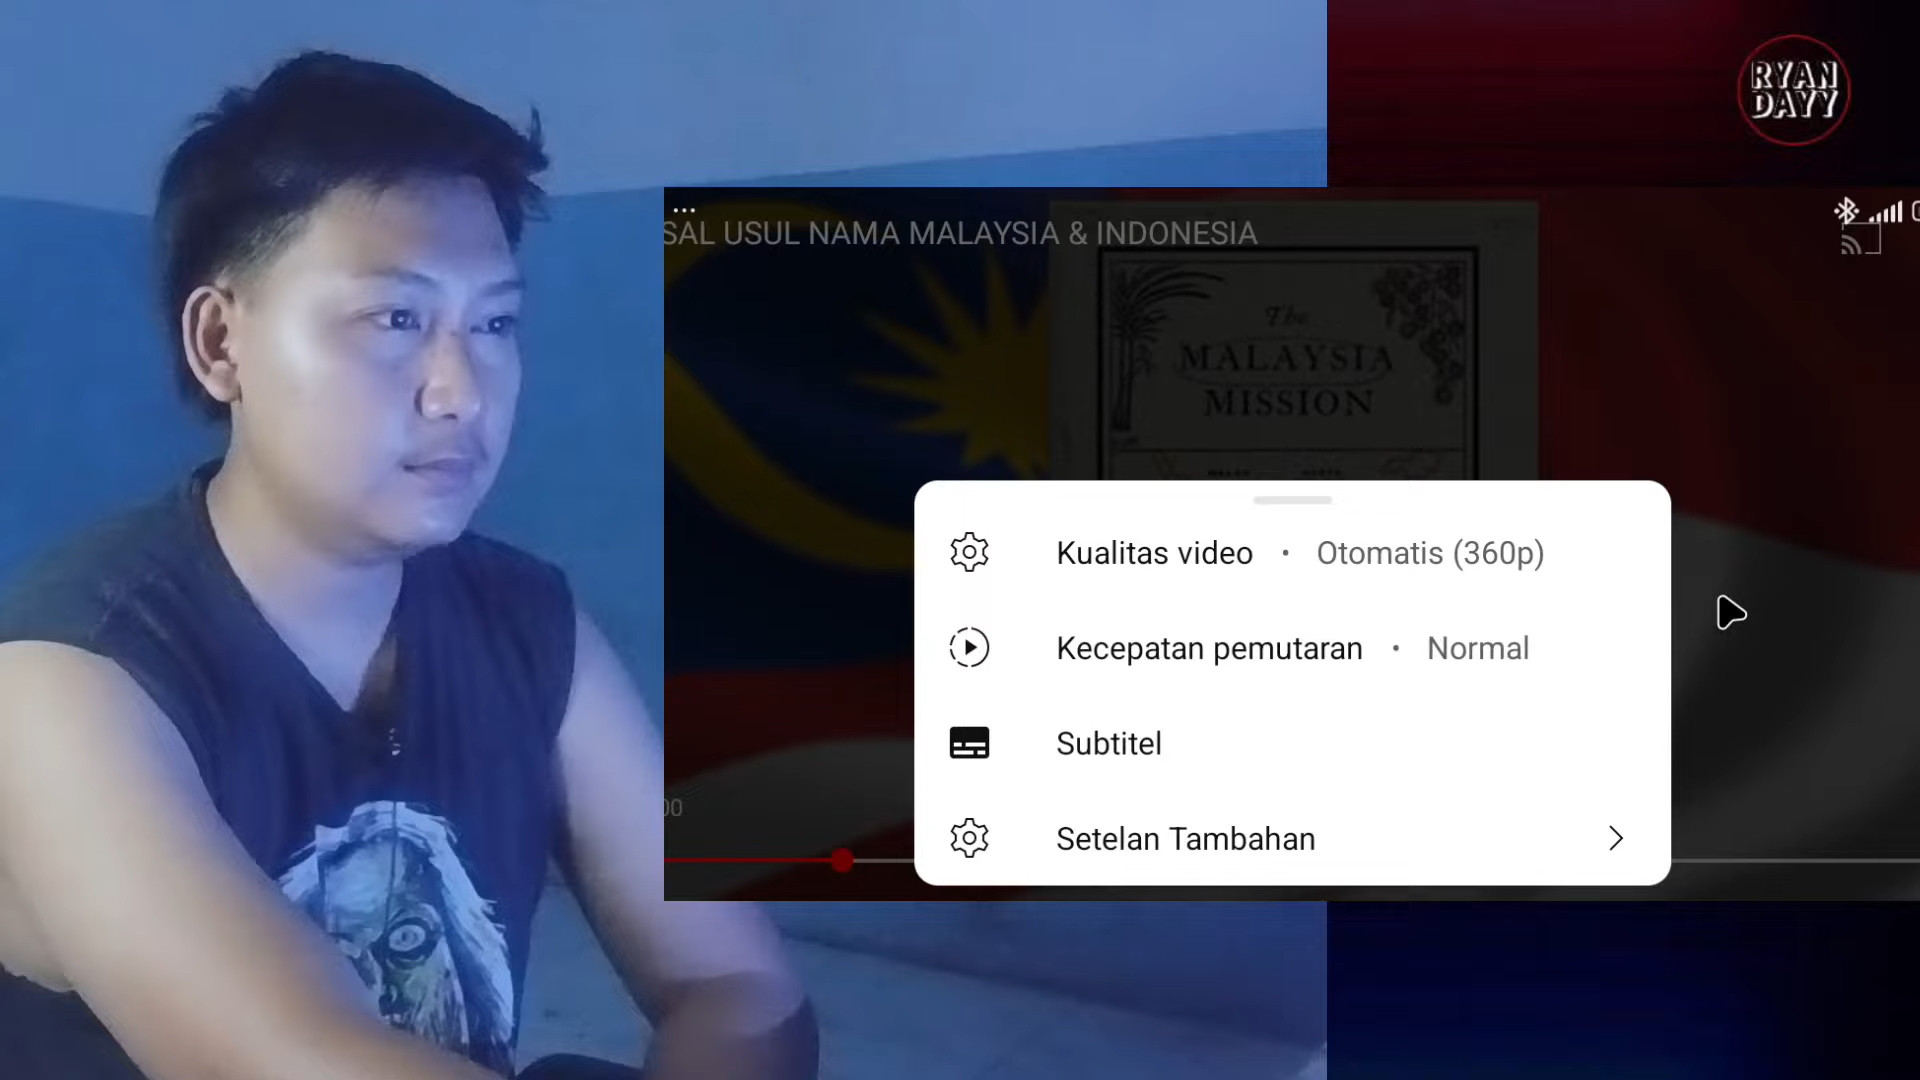 RYAN
DAYY
...
SAL USUL NAMA MALAYSIA & INDONESIA
The
MALAYSIA
MISSION
Kualitas video • Otomatis (360p)
Kecepatan pemutaran • Normal
Subtitel
00
Setelan Tambahan